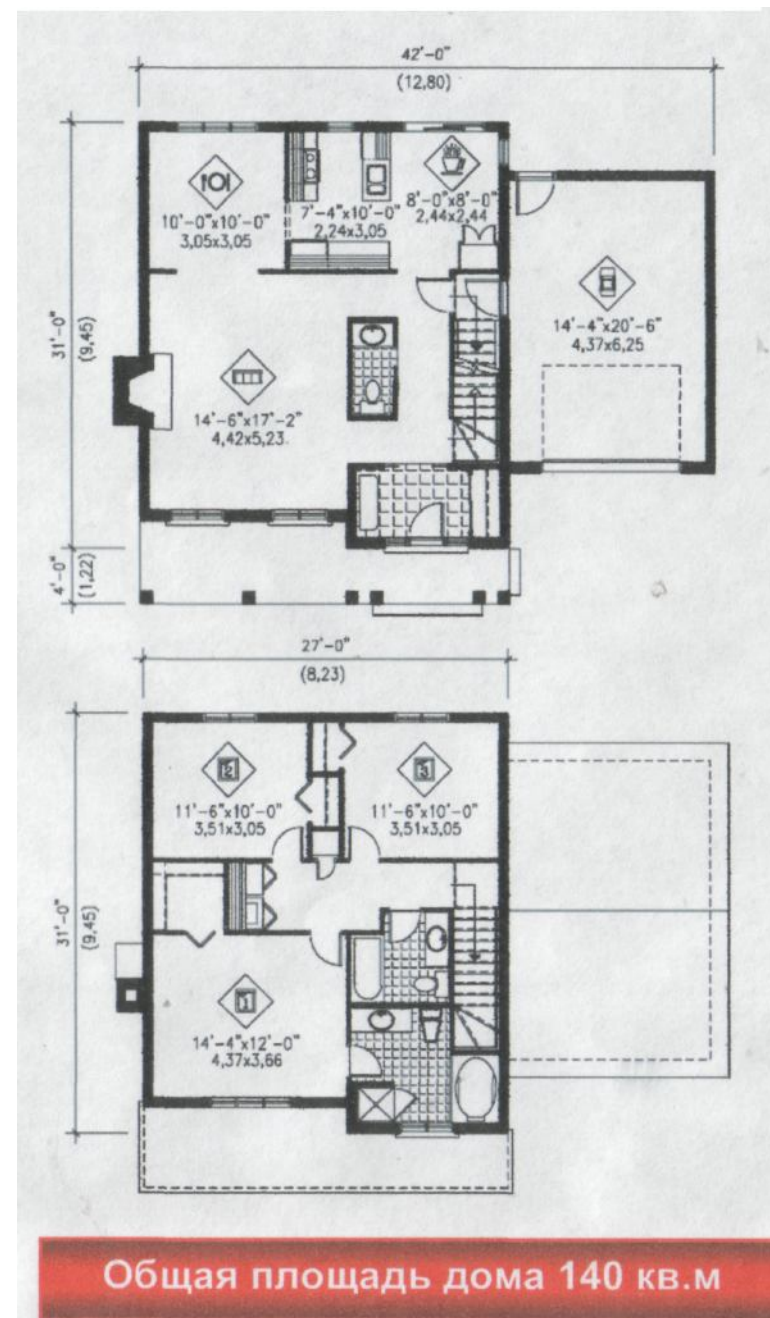 42'-0"
(12,80)
10'-0"x10'-0"
3,05x3,05
7'-4"x10'-0"
2,24x3,05
8'-0"x8'-0"
2,44x2,44
31'-0"
(9,45)
14'-4"x20'-6"
4,37x6,25
14'-6"x17'-2"
4,42x5,23
4'-0"
(1,22)
27'-0"
(8,23)
2
11'-6"x10'-0"
3,51x3,05
3
11'-6"x10'-0"
3,51x3,05
31'-0"
(9,45)
1
14'-4"x12'-0"
4,37x3,66
Общая площадь дома 140 кв.м